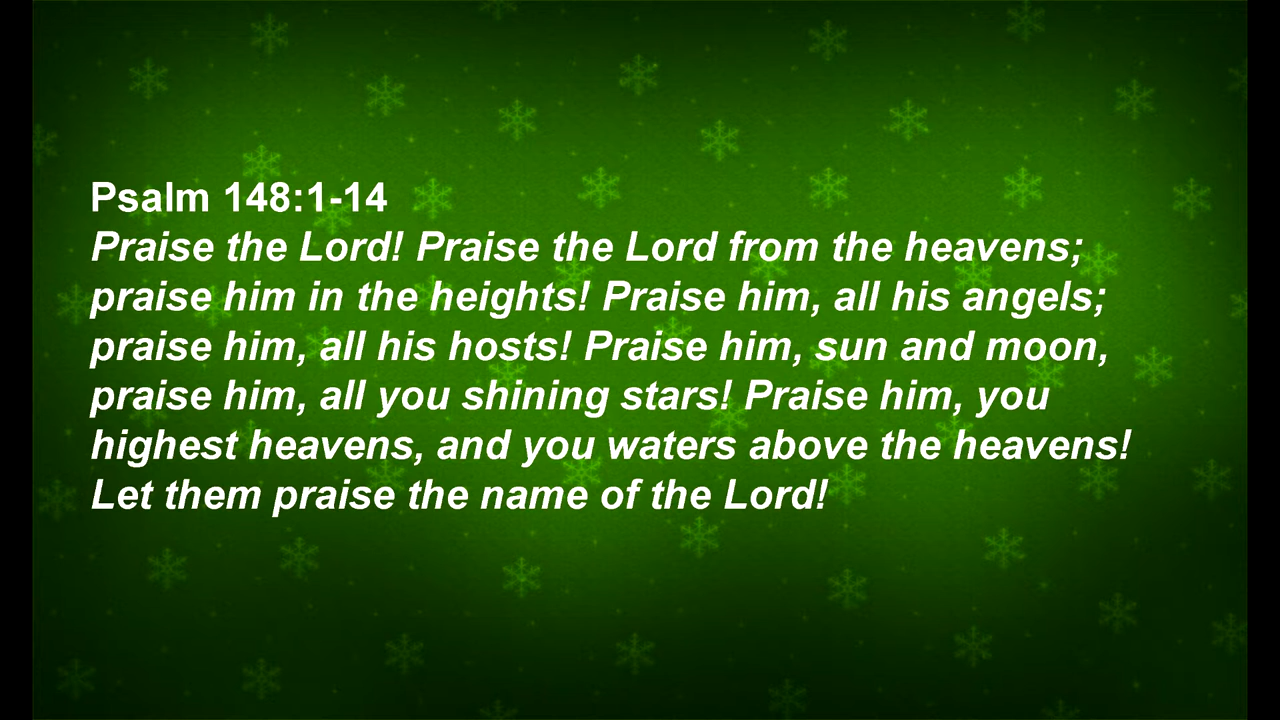 Psalm 148:1-14
Praise the Lord! Praise the Lord from the heavens;
praise him in the heights! Praise him, all his angels;
praise him, all his hosts! Praise him, sun and moon,
praise him, all you shining stars! Praise him, you
highest heavens, and you waters above the heavens!
Let them praise the name of the Lord!